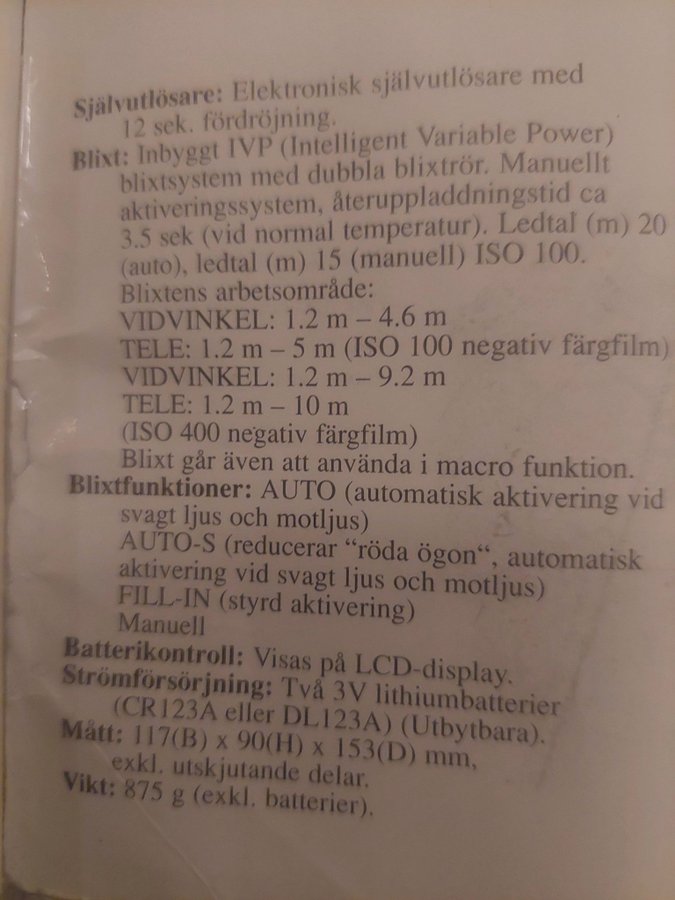 Självutlösare: Elektronisk självutlösare med
12 sek. fördröjning.
Blixt: Inbyggt IVP (Intelligent Variable Power)
blixtsystem med dubbla blixtrör. Manuellt
aktiveringssystem, återuppladdningstid ca
3.5 sek (vid normal temperatur). Ledtal (m) 20
(auto), ledtal (m) 15 (manuell) ISO 100.
Blixtens arbetsområde:
VIDVINKEL: 1.2 m – 4.6 m
TELE: 1.2 m – 5 m (ISO 100 negativ färgfilm)
VIDVINKEL: 1.2 m – 9.2 m
TELE: 1.2 m – 10 m
(ISO 400 negativ färgfilm)
Blixt går även att använda i macro funktion.
Blixtfunktioner: AUTO (automatisk aktivering vid
svagt ljus och motljus)
AUTO-S (reducerar “röda ögon“, automatisk
aktivering vid svagt ljus och motljus)
FILL-IN (styrd aktivering)
Manuell
Batterikontroll: Visas på LCD-display.
Strömförsörjning: Två 3V lithiumbatterier
(CR123A eller DL123A) (Utbytbara).
Mått: 117(B) x 90(H) x 153(D) mm,
exkl. utskjutande delar.
Vikt: 875 g (exkl. batterier).